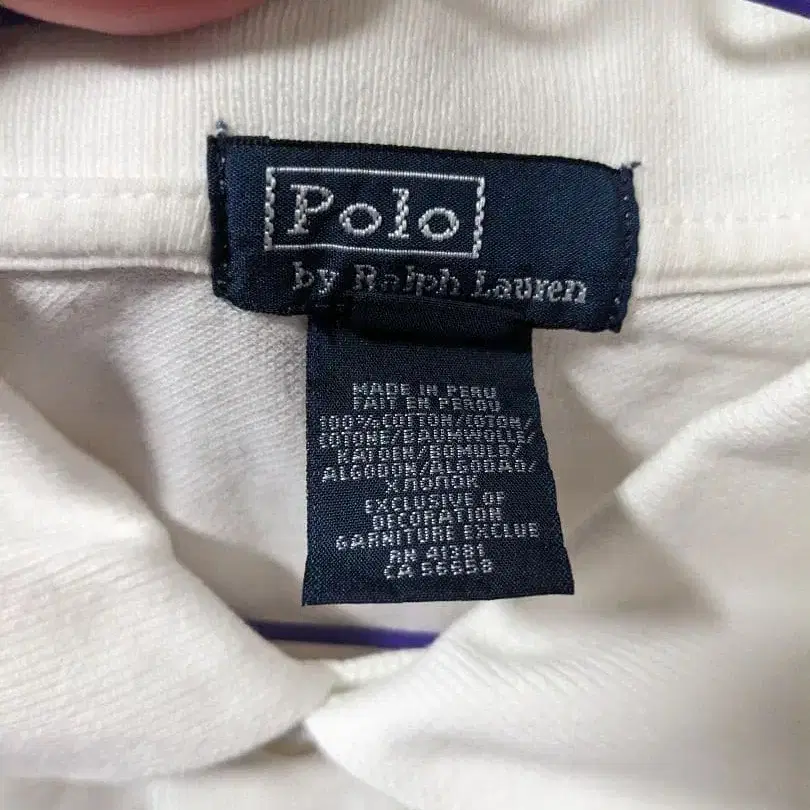 Polo
by Ralph Lauren
MADE IN PERU
FAIT EN PEROU
100% COTTON/COTON/
COTONE/BAUMWOLLE/
KATOEN/BOMULD/
ALGODON/ALGODAO/
ХЛОПОК
EXCLUSIVE OF
DECORATION
GARNITURE EXCLUE
RN 41381
CA 56658